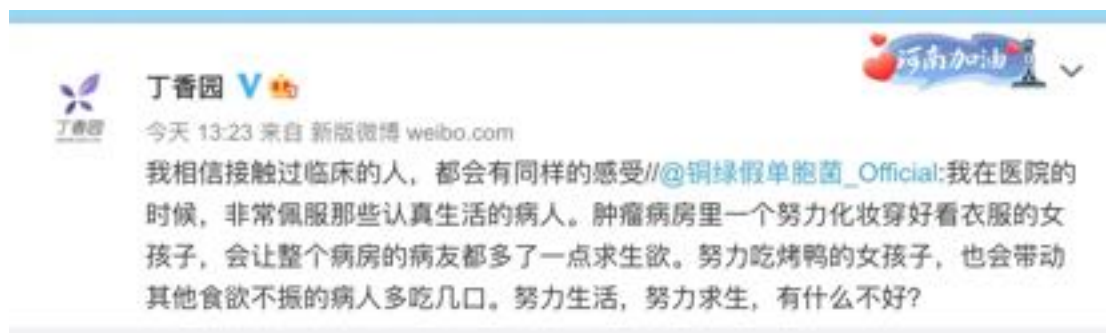 河南加油
丁香园
丁香园
今天 13:23 来自 新版微博 weibo.com
我相信接触过临床的人，都会有同样的感受//@铜绿假单胞菌_Official:我在医院的
时候，非常佩服那些认真生活的病人。肿瘤病房里一个努力化妆穿好看衣服的女
孩子，会让整个病房的病友都多了一点求生欲。努力吃烤鸭的女孩子，也会带动
其他食欲不振的病人多吃几口。努力生活，努力求生，有什么不好?